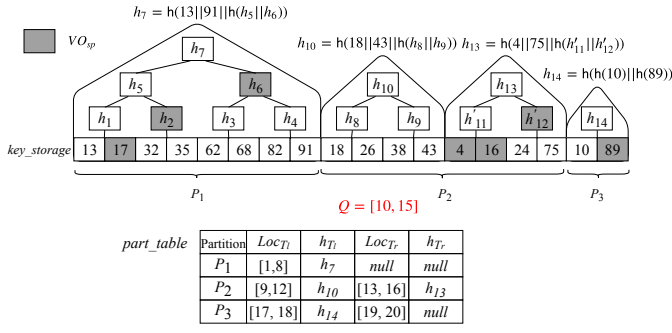 h₇ = h(13||91||h(h₅||h₆))
VO_sp
h₁₀ = h(18||43||h(h₈||h₉)) h₁₃ = h(4||75||h(h′₁₁||h′₁₂))
h₁₄ = h(h(10)||h(89))
h₇
h₅ h₆ h₁₀ h₁₃
h₁ h₂ h₃ h₄ h₈ h₉ h′₁₁ h′₁₂ h₁₄
key_storage 13 17 32 35 62 68 82 91 18 26 38 43 4 16 24 75 10 89
P₁ P₂ P₃
Q = [10, 15]
part_table
Partition Loc_Tl h_Tl Loc_Tr h_Tr
P₁ [1,8] h₇ null null
P₂ [9,12] h₁₀ [13, 16] h₁₃
P₃ [17, 18] h₁₄ [19, 20] null